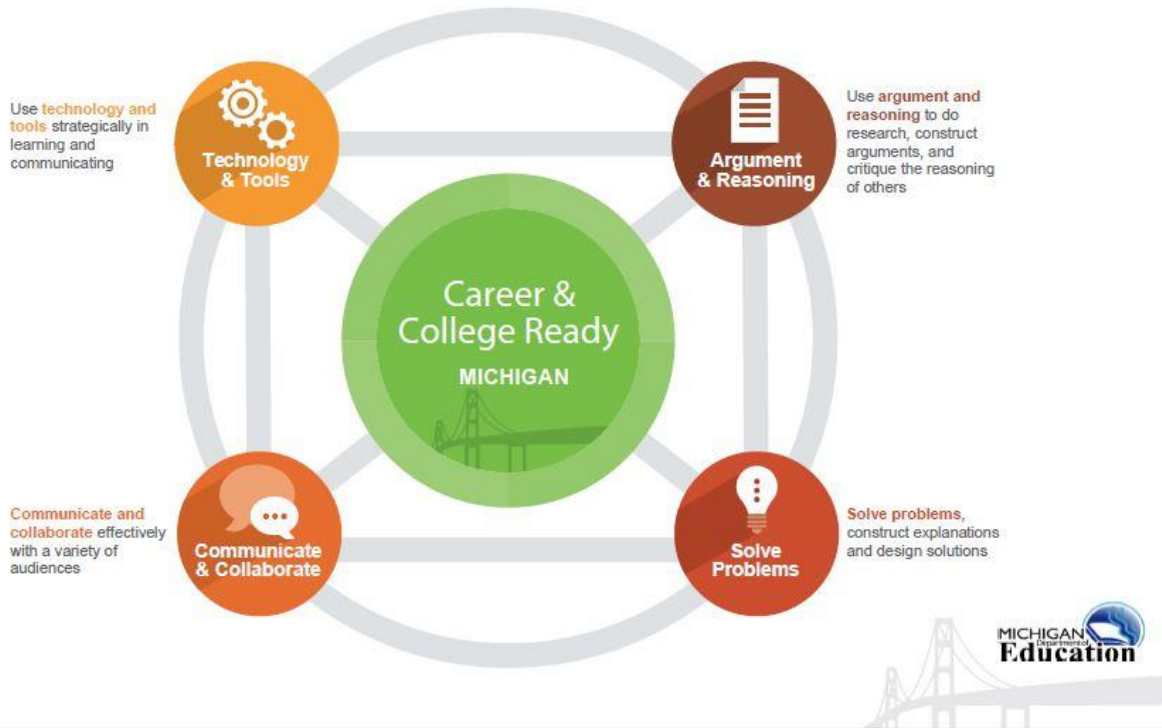 Use technology and
tools strategically in
learning and
communicating
Technology
& Tools
Argument
& Reasoning
Use argument and
reasoning to do
research, construct
arguments, and
critique the reasoning
of others
Career &
College Ready
MICHIGAN
Communicate and
collaborate effectively
with a variety of
audiences
Communicate
& Collaborate
Solve
Problems
Solve problems,
construct explanations
and design solutions
MICHIGAN
Department of
Education